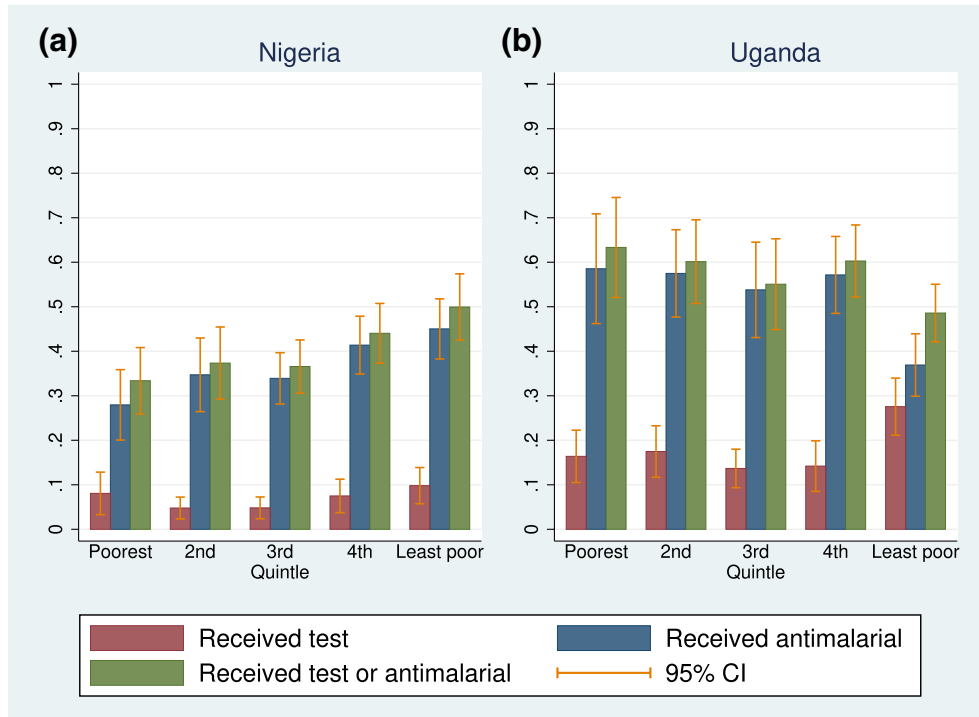 (a)
Nigeria
1
.9
.8
.7
.6
.5
.4
.3
.2
.1
0
Poorest 2nd 3rd 4th Least poor
Quintle
(b)
Uganda
1
.9
.8
.7
.6
.5
.4
.3
.2
.1
0
Poorest 2nd 3rd 4th Least poor
Quintle
Received test
Received antimalarial
Received test or antimalarial
95% CI